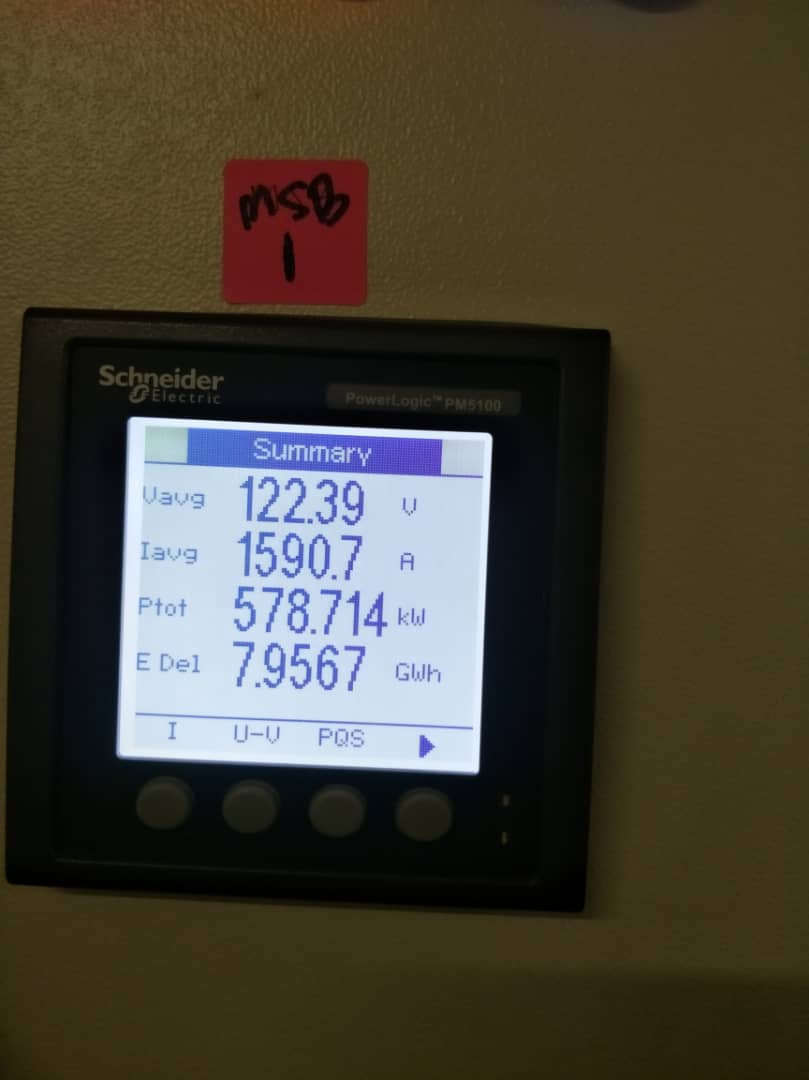 MSB
1
Schneider
Electric
PowerLogic™ PM5100
Summary
Vavg 122.39 V
Iavg 1590.7 A
Ptot 578.714 kW
E Del 7.9567 GWh
I U-V PQS